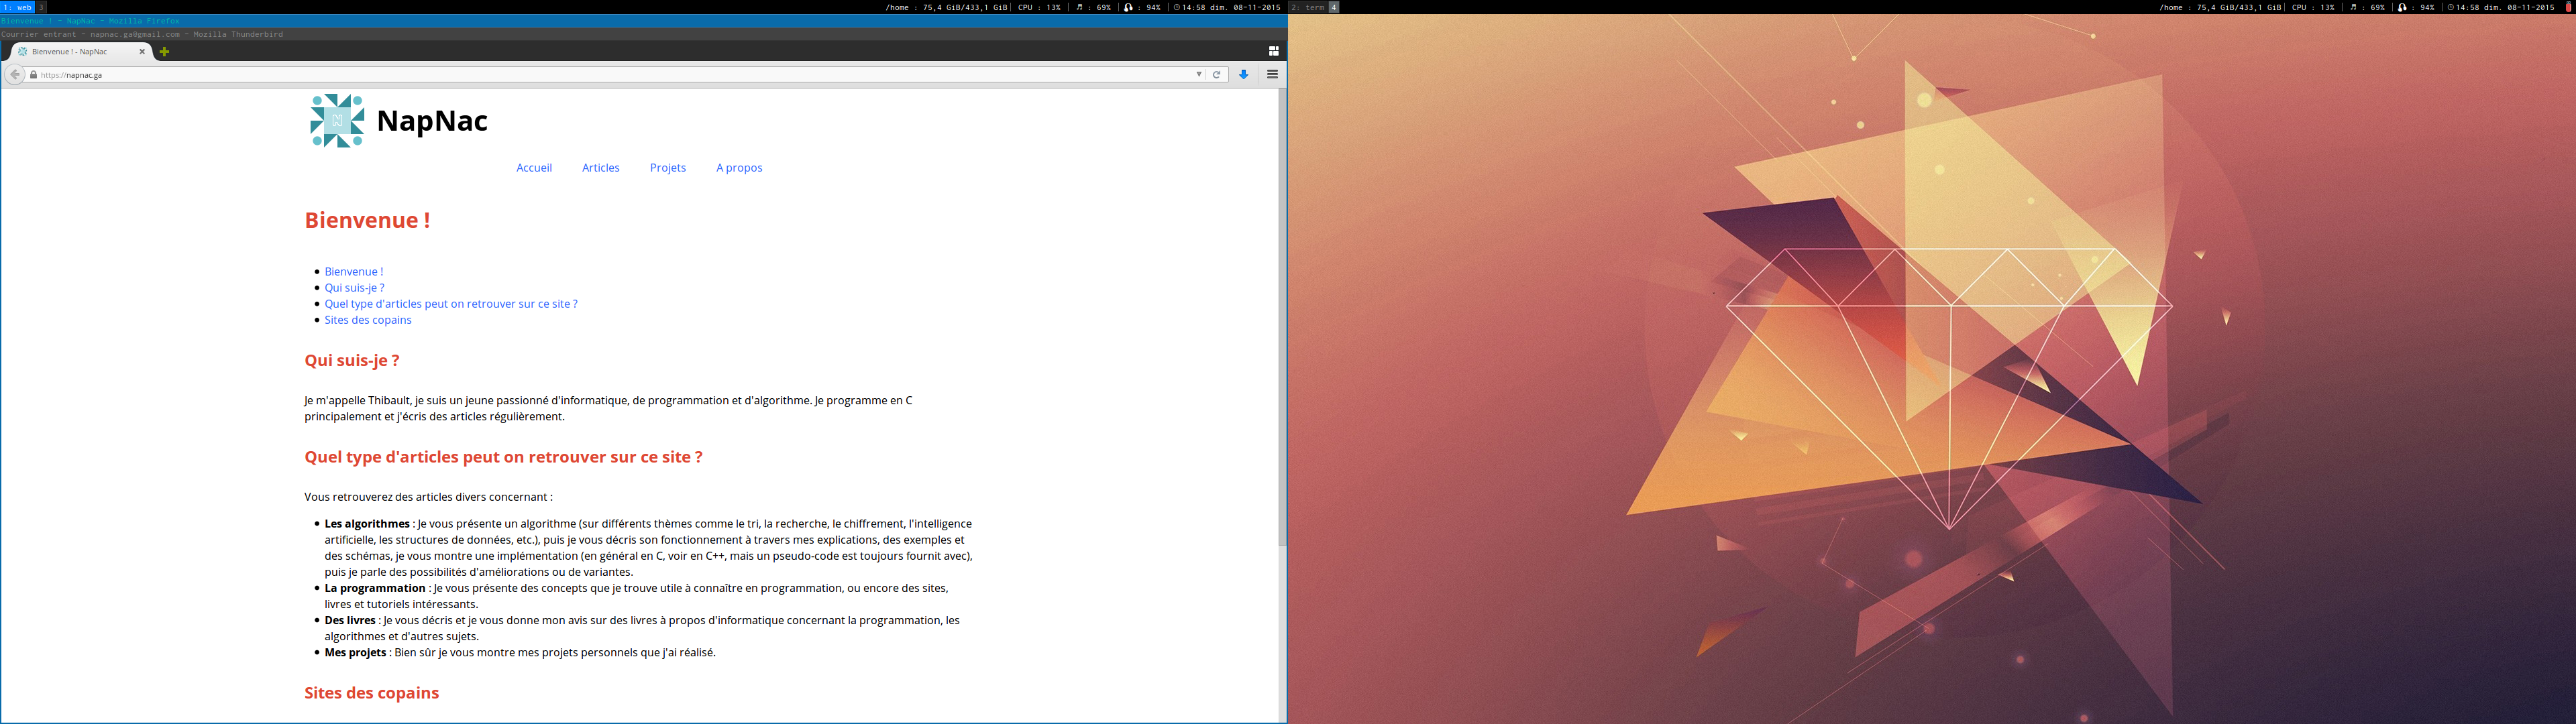 1: web 3 /home : 75,4 GiB/433,1 GiB | CPU : 13% | : 69% | : 94% | 14:58 dim. 08-11-2015
2: term 4 /home : 75,4 GiB/433,1 GiB | CPU : 13% | : 69% | : 94% | 14:58 dim. 08-11-2015
Bienvenue ! - NapNac - Mozilla Firefox
Courrier entrant - napnac.ga@gmail.com - Mozilla Thunderbird
Bienvenue ! - NapNac
https://napnac.ga
NapNac
Accueil Articles Projets A propos
Bienvenue !
Bienvenue !
Qui suis-je ?
Quel type d'articles peut on retrouver sur ce site ?
Sites des copains
Qui suis-je ?
Je m'appelle Thibault, je suis un jeune passionné d'informatique, de programmation et d'algorithme. Je programme en C
principalement et j'écris des articles régulièrement.
Quel type d'articles peut on retrouver sur ce site ?
Vous retrouverez des articles divers concernant :
Les algorithmes : Je vous présente un algorithme (sur différents thèmes comme le tri, la recherche, le chiffrement, l'intelligence
artificielle, les structures de données, etc.), puis je vous décris son fonctionnement à travers mes explications, des exemples et
des schémas, je vous montre une implémentation (en général en C, voir en C++, mais un pseudo-code est toujours fournit avec),
puis je parle des possibilités d'améliorations ou de variantes.
La programmation : Je vous présente des concepts que je trouve utile à connaître en programmation, ou encore des sites,
livres et tutoriels intéressants.
Des livres : Je vous décris et je vous donne mon avis sur des livres à propos d'informatique concernant la programmation, les
algorithmes et d'autres sujets.
Mes projets : Bien sûr je vous montre mes projets personnels que j'ai réalisé.
Sites des copains